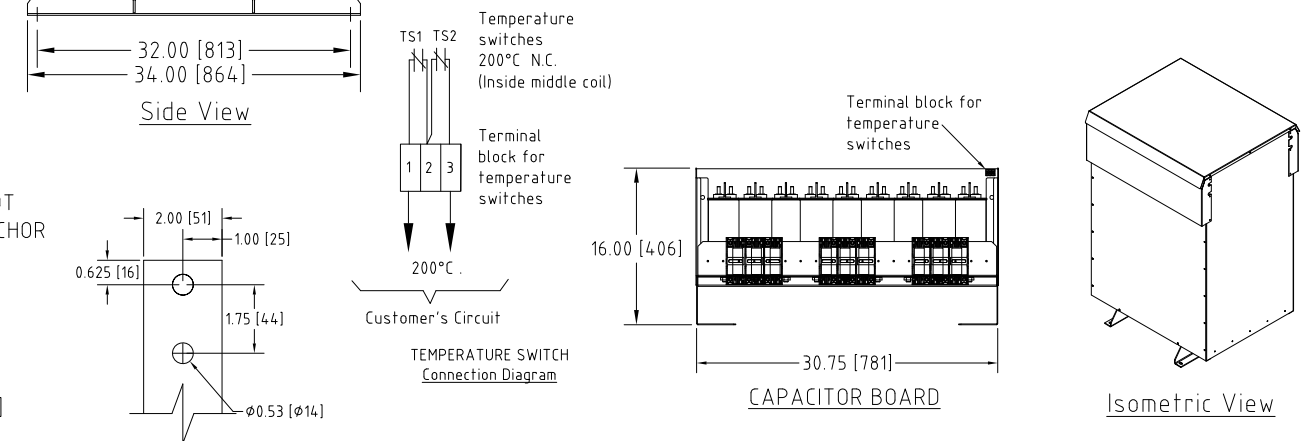 32.00 [813]
34.00 [864]
Side View
TS1 TS2
Temperature
switches
200°C N.C.
(Inside middle coil)
1 2 3
Terminal
block for
temperature
switches
200°C .
Customer's Circuit
TEMPERATURE SWITCH
Connection Diagram
CHOR
2.00 [51]
1.00 [25]
0.625 [16]
1.75 [44]
Ø0.53 [Ø14]
Terminal block for
temperature
switches
16.00 [406]
30.75 [781]
CAPACITOR BOARD
Isometric View